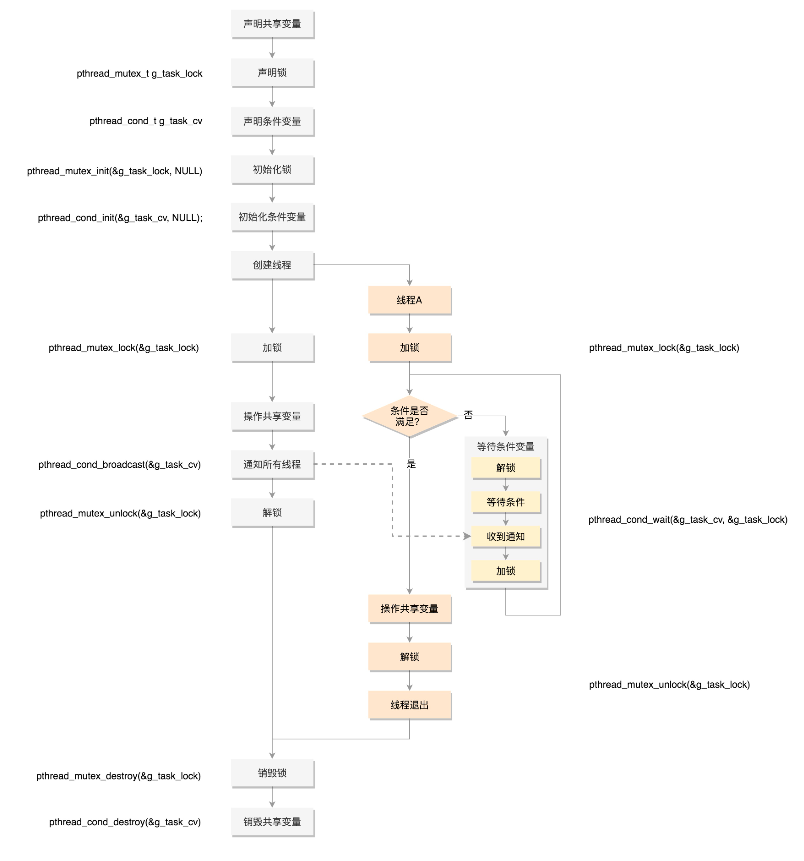 声明共享变量
pthread_mutex_t g_task_lock
声明锁
pthread_cond_t g_task_cv
声明条件变量
pthread_mutex_init(&g_task_lock, NULL)
初始化锁
pthread_cond_init(&g_task_cv, NULL);
初始化条件变量
创建线程
线程A
pthread_mutex_lock(&g_task_lock)
加锁
加锁
pthread_mutex_lock(&g_task_lock)
操作共享变量
条件是否
满足?
否
等待条件变量
pthread_cond_broadcast(&g_task_cv)
通知所有线程
是
解锁
等待条件
pthread_mutex_unlock(&g_task_lock)
解锁
pthread_cond_wait(&g_task_cv, &g_task_lock)
收到通知
加锁
操作共享变量
解锁
pthread_mutex_unlock(&g_task_lock)
线程退出
pthread_mutex_destroy(&g_task_lock)
销毁锁
pthread_cond_destroy(&g_task_cv)
销毁共享变量